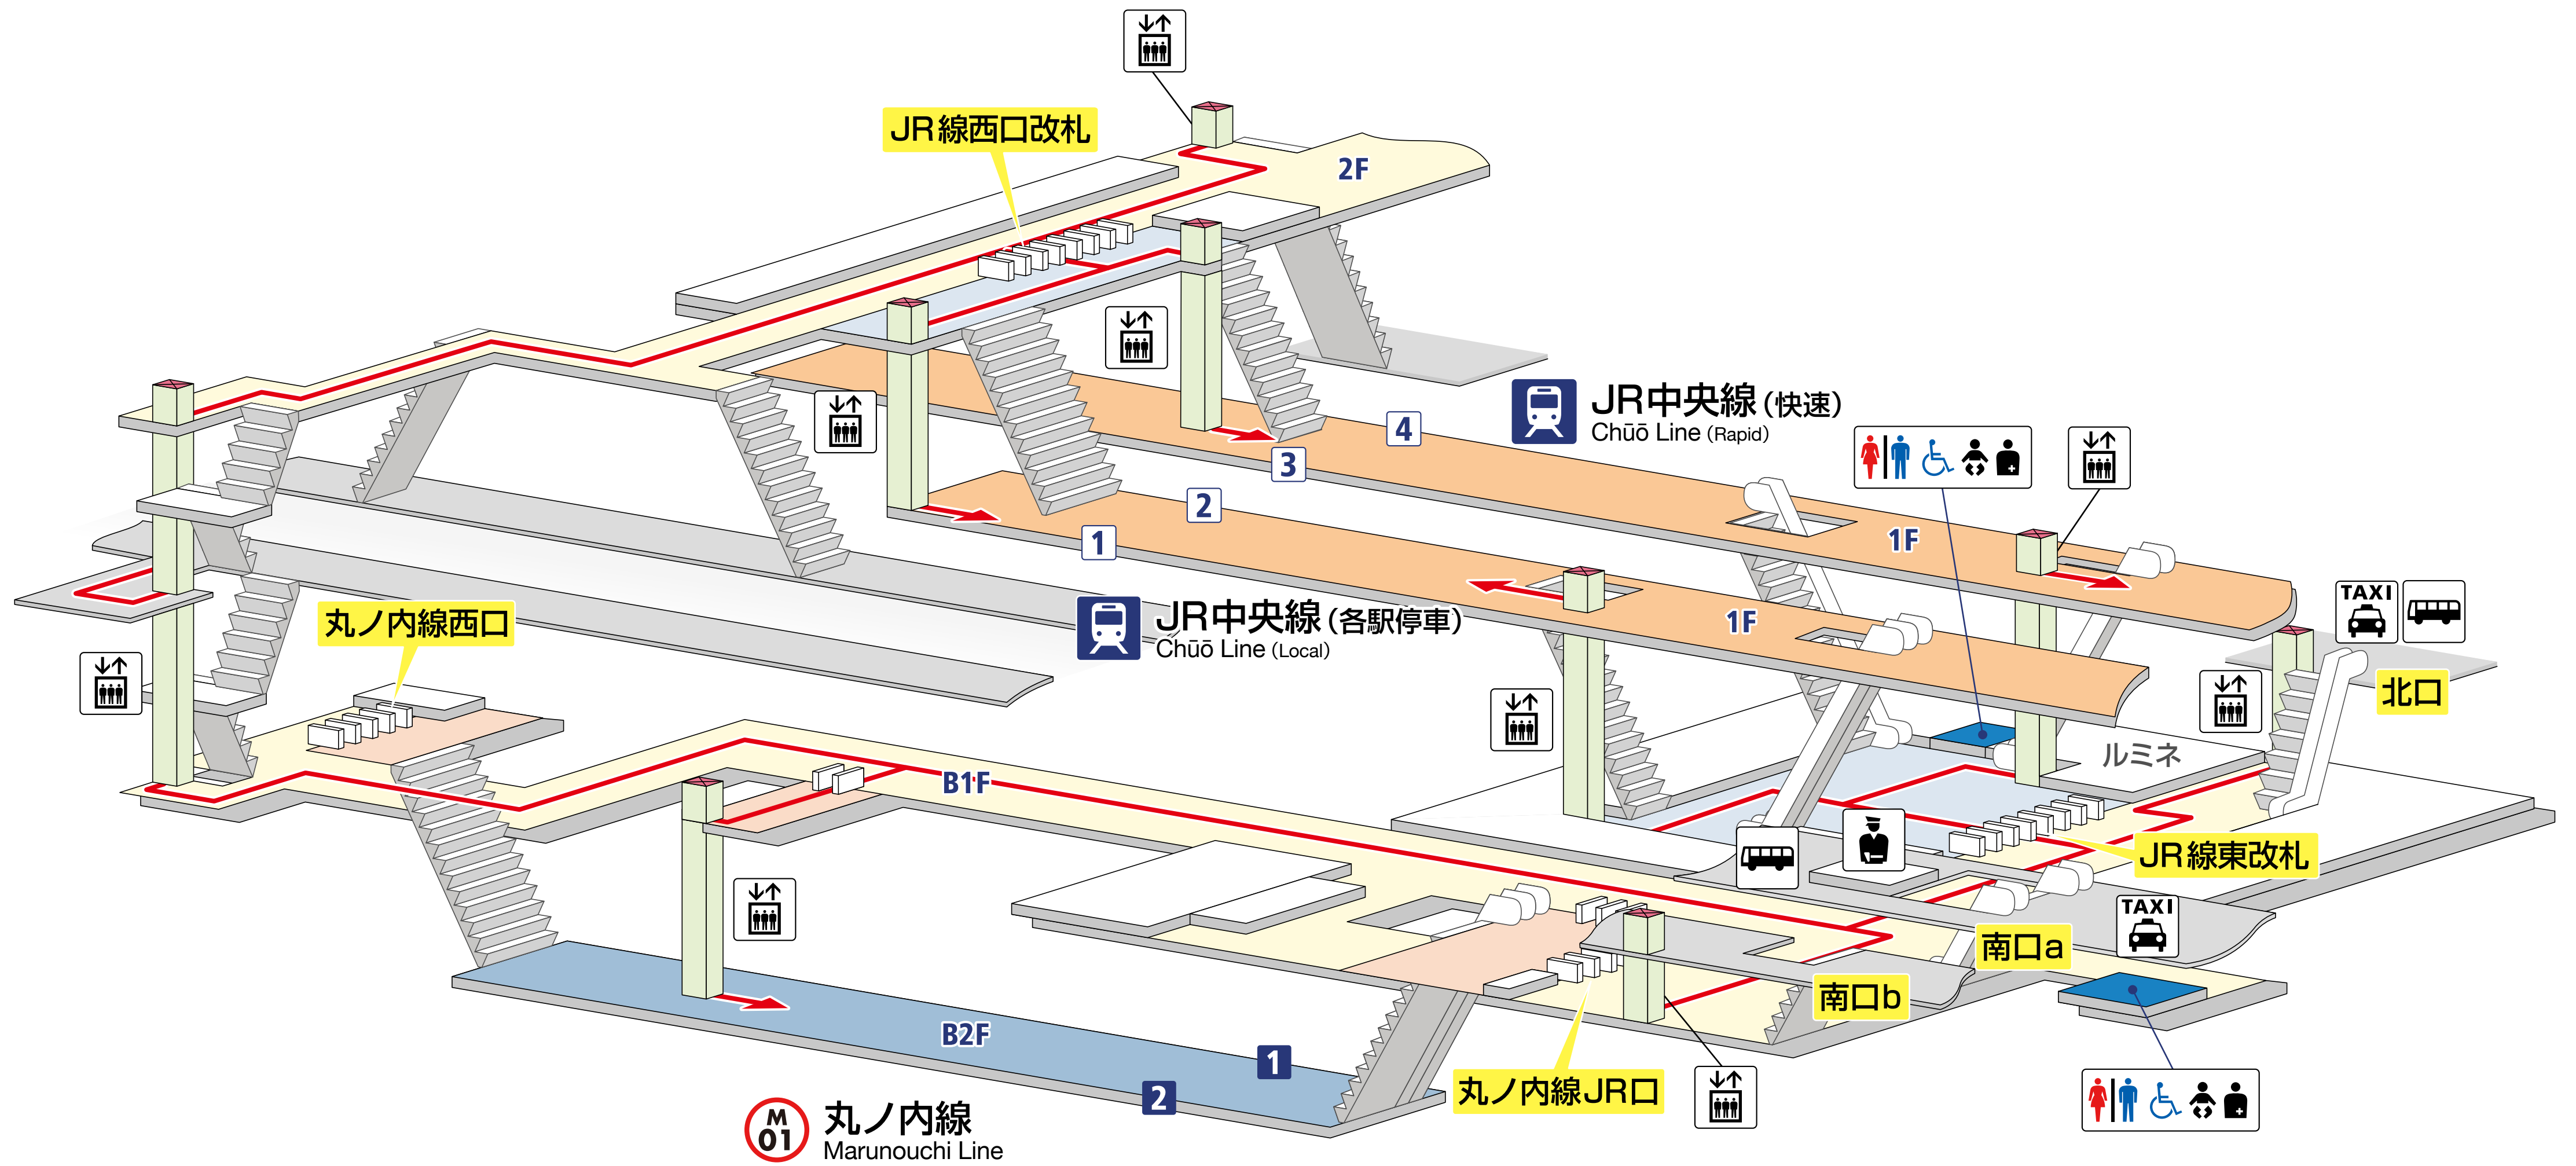 JR線西口改札
2F
JR中央線(快速)
Chūō Line (Rapid)
4
3
2
1
1F
1F
TAXI
北口
丸ノ内線西口
JR中央線(各駅停車)
Chūō Line (Local)
ルミネ
B1F
JR線東改札
TAXI
南口a
南口b
B2F
1
2
丸ノ内線JR口
M
01
丸ノ内線
Marunouchi Line